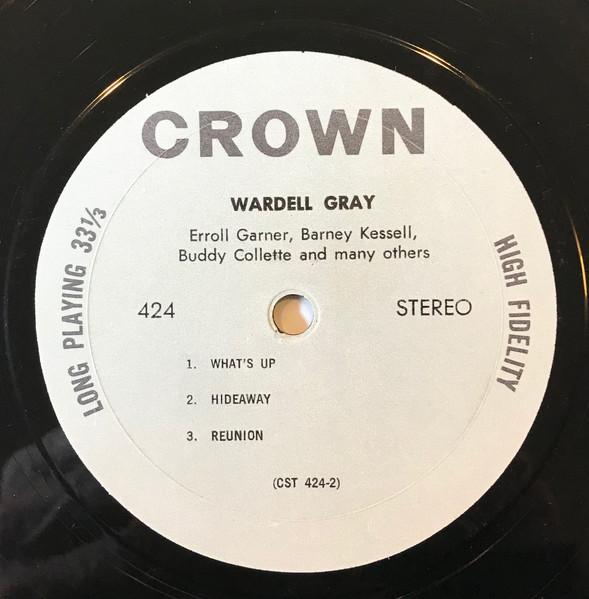 CROWN
WARDELL GRAY
Erroll Garner, Barney Kessell,
Buddy Collette and many others
LONG PLAYING 33⅓
HIGH FIDELITY
424
STEREO
1. WHAT'S UP
2. HIDEAWAY
3. REUNION
(CST 424-2)